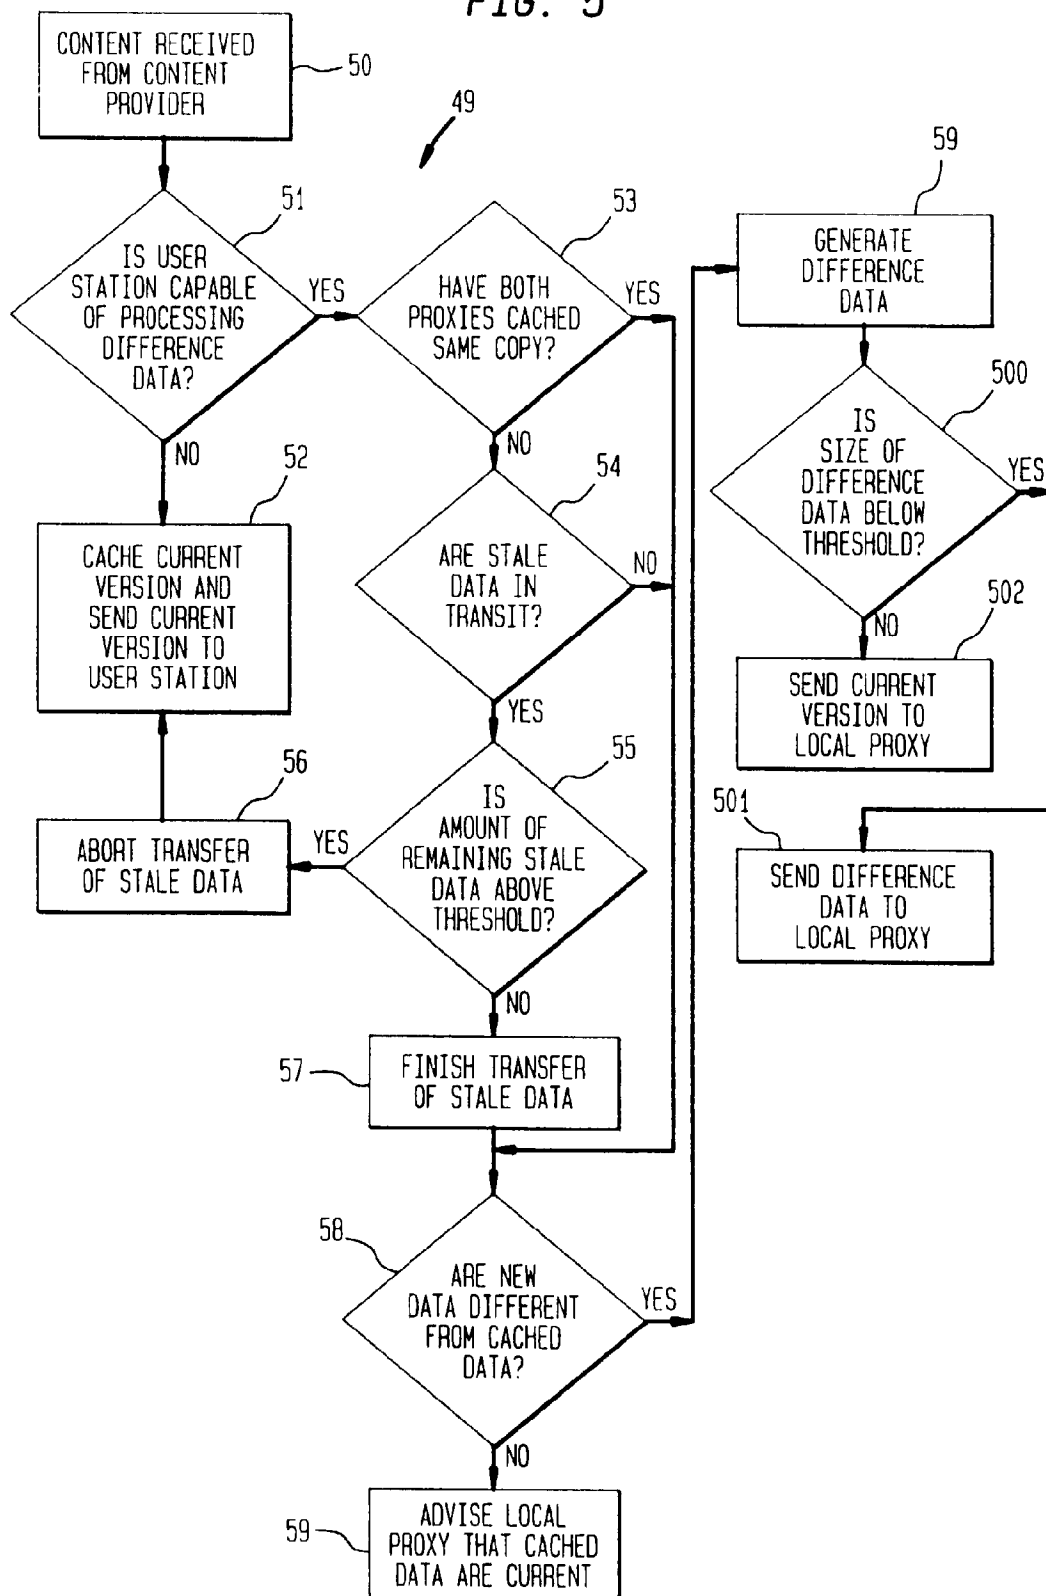 FIG. 5
CONTENT RECEIVED
FROM CONTENT
PROVIDER
50
49
51
IS USER
STATION CAPABLE
OF PROCESSING
DIFFERENCE
DATA?
YES
NO
53
HAVE BOTH
PROXIES CACHED
SAME COPY?
YES
NO
52
CACHE CURRENT
VERSION AND
SEND CURRENT
VERSION TO
USER STATION
54
ARE STALE
DATA IN
TRANSIT?
NO
YES
56
ABORT TRANSFER
OF STALE DATA
YES
55
IS
AMOUNT OF
REMAINING STALE
DATA ABOVE
THRESHOLD?
NO
57
FINISH TRANSFER
OF STALE DATA
58
ARE NEW
DATA DIFFERENT
FROM CACHED
DATA?
YES
NO
59
ADVISE LOCAL
PROXY THAT CACHED
DATA ARE CURRENT
59
GENERATE
DIFFERENCE
DATA
500
IS
SIZE OF
DIFFERENCE
DATA BELOW
THRESHOLD?
YES
NO
502
SEND CURRENT
VERSION TO
LOCAL PROXY
501
SEND DIFFERENCE
DATA TO
LOCAL PROXY